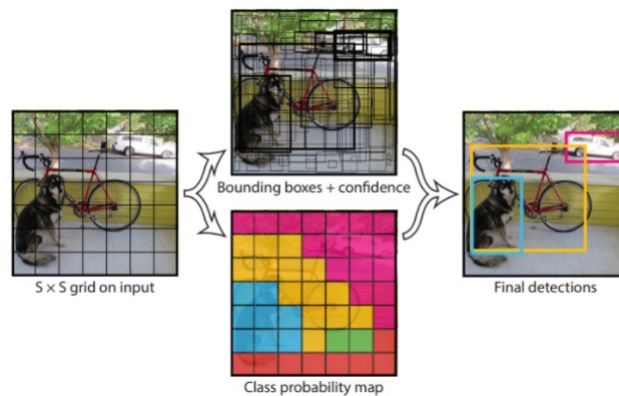 Bounding boxes + confidence
S × S grid on input
Final detections
Class probability map